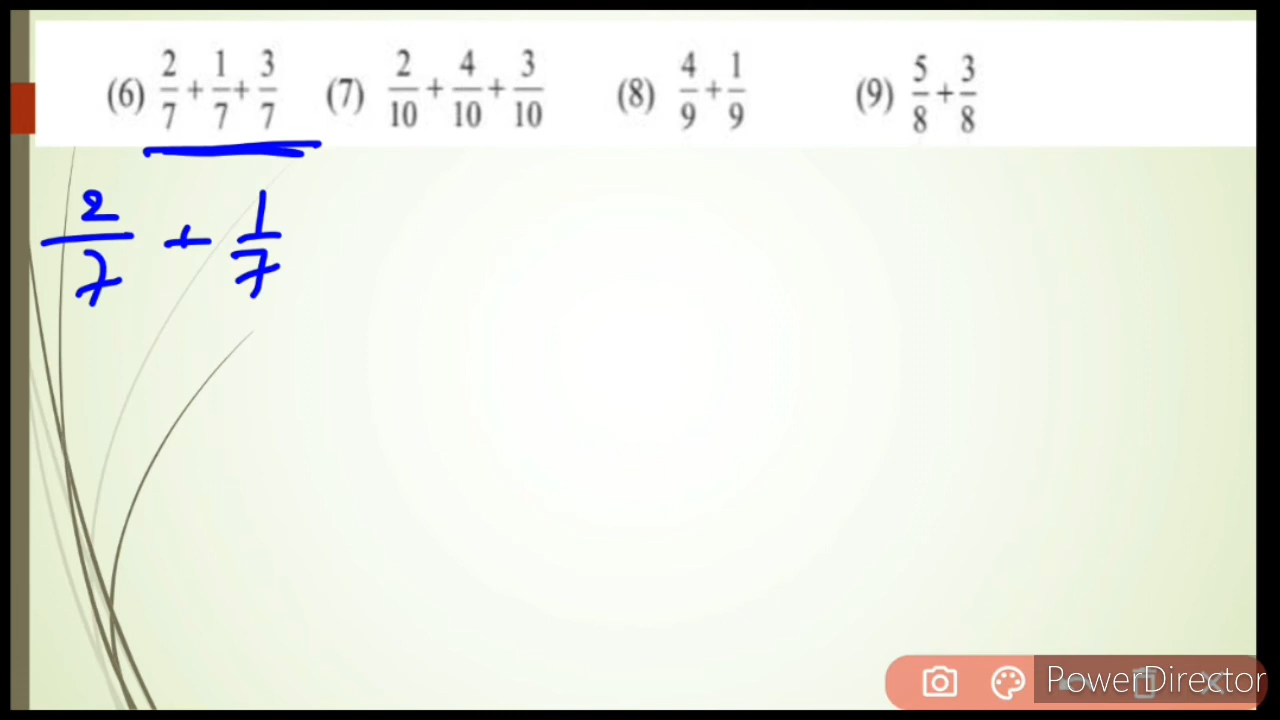 (6) 2/7 + 1/7 + 3/7 (7) 2/10 + 4/10 + 3/10 (8) 4/9 + 1/9 (9) 5/8 + 3/8
2/7 + 1/7
PowerDirector